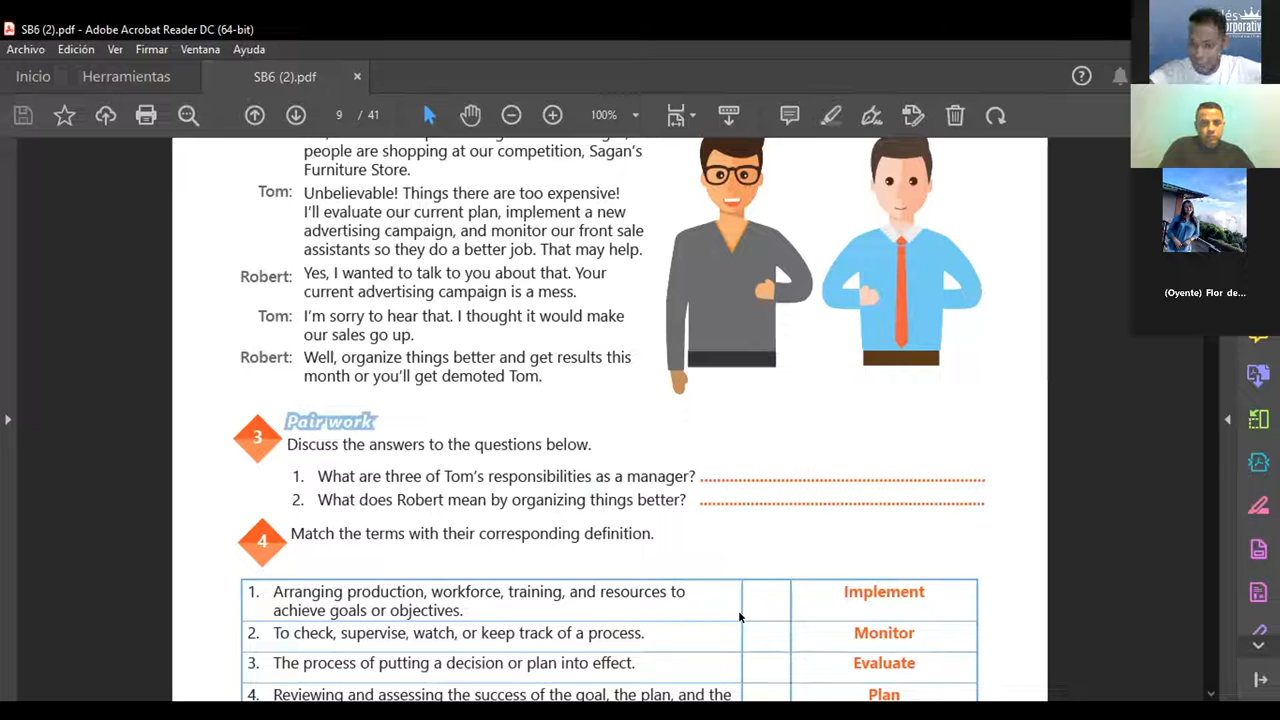 SB6 (2).pdf - Adobe Acrobat Reader DC (64-bit)
Archivo Edición Ver Firmar Ventana Ayuda
Inicio Herramientas SB6 (2).pdf
9 / 41 100%
people are shopping at our competition, Sagan's
Furniture Store.
Tom: Unbelievable! Things there are too expensive!
I'll evaluate our current plan, implement a new
advertising campaign, and monitor our front sale
assistants so they do a better job. That may help.
Robert: Yes, I wanted to talk to you about that. Your
current advertising campaign is a mess.
Tom: I'm sorry to hear that. I thought it would make
our sales go up.
Robert: Well, organize things better and get results this
month or you'll get demoted Tom.
3 Pair work
Discuss the answers to the questions below.
1. What are three of Tom's responsibilities as a manager?
2. What does Robert mean by organizing things better?
4 Match the terms with their corresponding definition.
1. Arranging production, workforce, training, and resources to
achieve goals or objectives.
Implement
2. To check, supervise, watch, or keep track of a process. Monitor
3. The process of putting a decision or plan into effect. Evaluate
4. Reviewing and assessing the success of the goal, the plan, and the Plan
(Oyente) Flor de...